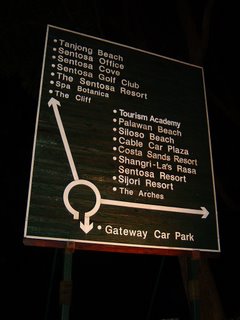 • Tanjong Beach
• Sentosa Office
• Sentosa Cove
• Sentosa Golf Club
• The Sentosa Resort
• Spa Botanica
• The Cliff
• Tourism Academy
• Palawan Beach
• Siloso Beach
• Cable Car Plaza
• Costa Sands Resort
• Shangri-La's Rasa
Sentosa Resort
• Sijori Resort
• The Arches
• Gateway Car Park